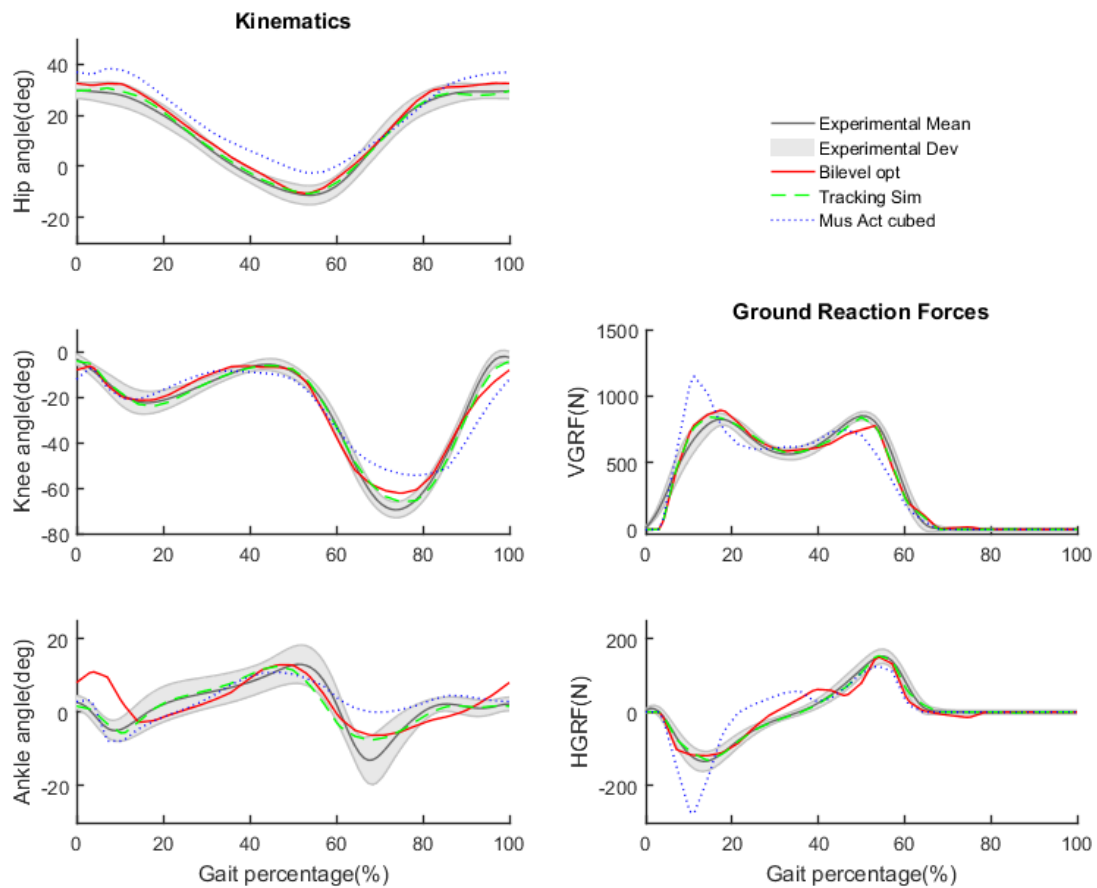 Kinematics
Hip angle(deg)
40
20
0
-20
0 20 40 60 80 100
Experimental Mean
Experimental Dev
Bilevel opt
Tracking Sim
Mus Act cubed
Knee angle(deg)
0
-20
-40
-60
-80
0 20 40 60 80 100
Ground Reaction Forces
VGRF(N)
1500
1000
500
0
0 20 40 60 80 100
Ankle angle(deg)
20
0
-20
0 20 40 60 80 100
Gait percentage(%)
HGRF(N)
200
0
-200
0 20 40 60 80 100
Gait percentage(%)